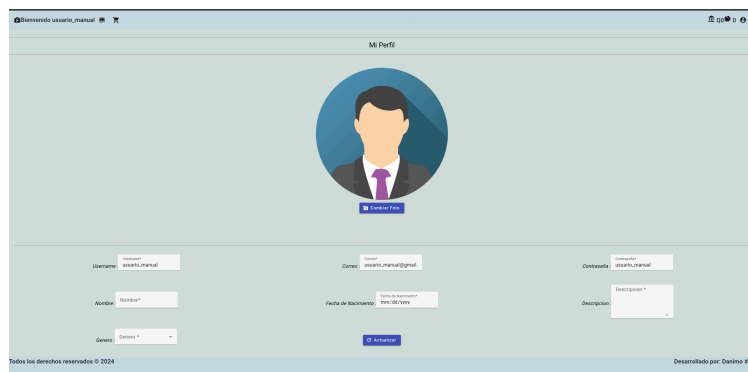 Bienvenido usuario_manual
Q0 0
Mi Perfil
Cambiar Foto
Username: Username* usuario_manual
Correo: Correo* usuario_manual@gmail.
Contraseña: Contraseña* usuario_manual
Nombre: Nombre*
Fecha de Nacimiento: Fecha de Nacimiento* mm/dd/yyyy
Descripcion: Descripcion *
Genero: Genero *
Actualizar
Todos los derechos reservados © 2024
Desarrollado por: Danimo #